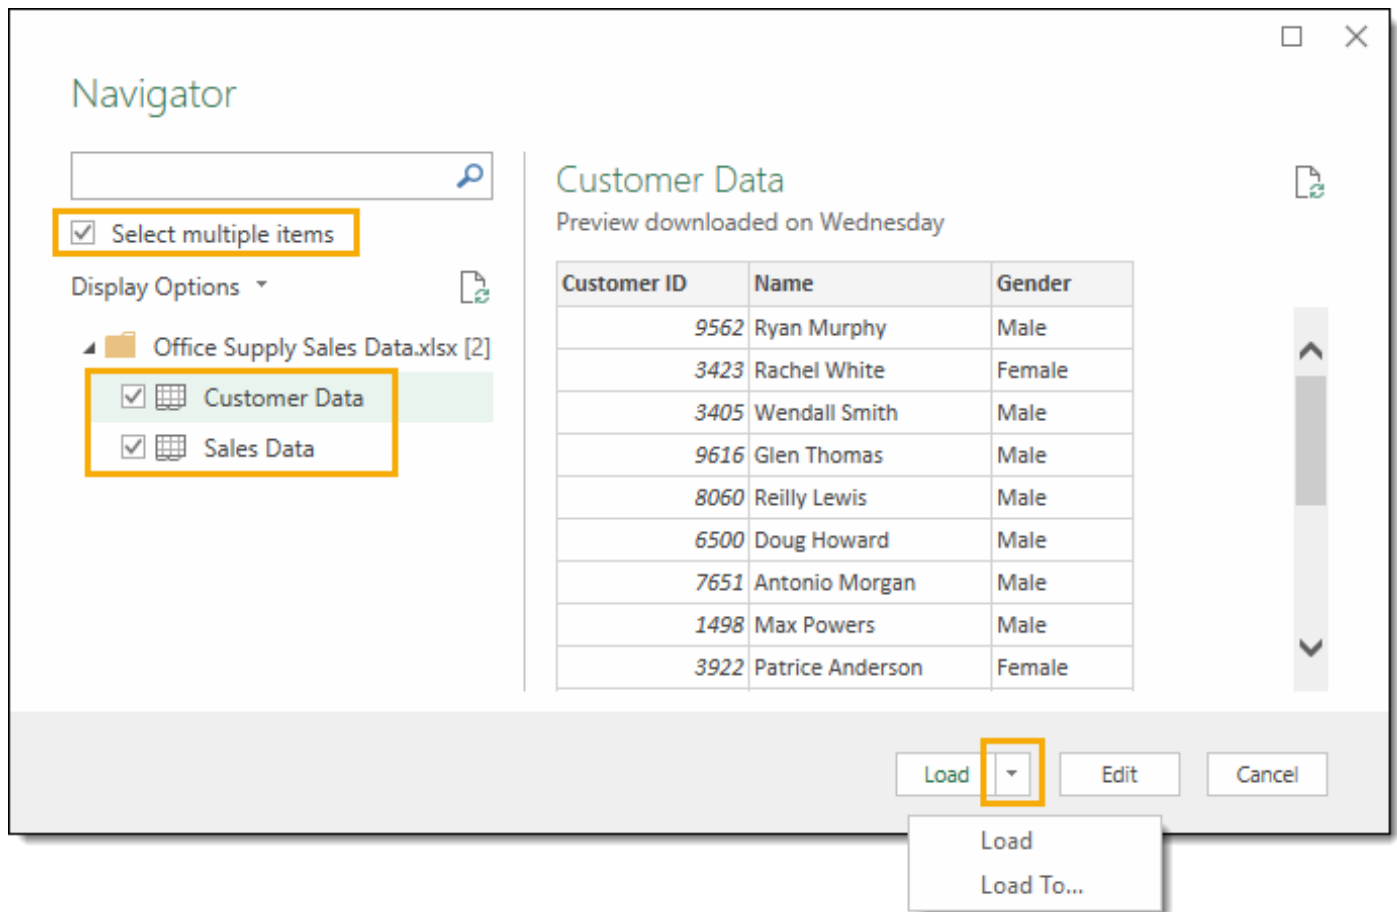 Navigator
Select multiple items
Display Options
Office Supply Sales Data.xlsx [2]
Customer Data
Sales Data
Customer Data
Preview downloaded on Wednesday
Customer ID Name Gender
9562 Ryan Murphy Male
3423 Rachel White Female
3405 Wendall Smith Male
9616 Glen Thomas Male
8060 Reilly Lewis Male
6500 Doug Howard Male
7651 Antonio Morgan Male
1498 Max Powers Male
3922 Patrice Anderson Female
Load Edit Cancel
Load
Load To...